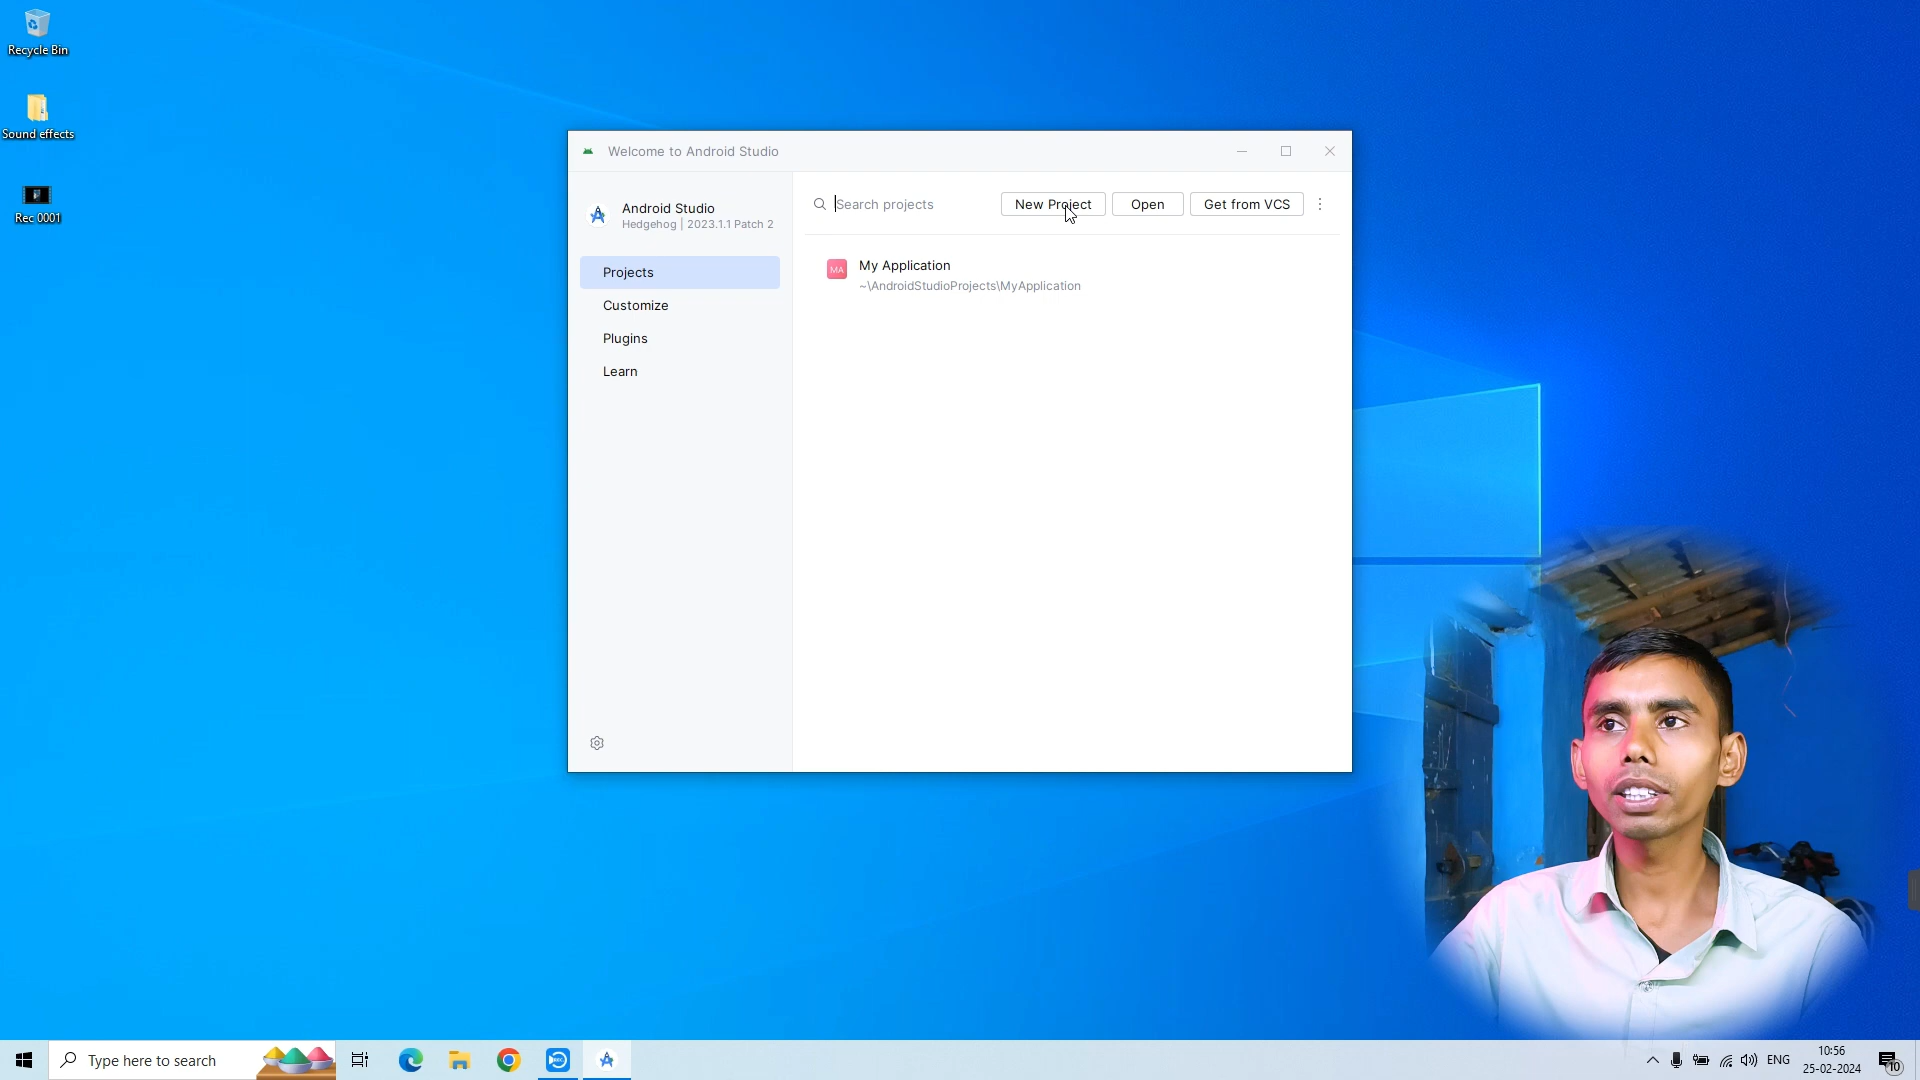 Recycle Bin
Sound effects
Rec 0001
Welcome to Android Studio
Android Studio
Hedgehog | 2023.1.1 Patch 2
Projects
Customize
Plugins
Learn
Search projects
New Project
Open
Get from VCS
MA
My Application
~\AndroidStudioProjects\MyApplication
Type here to search
ENG
10:56
25-02-2024
10